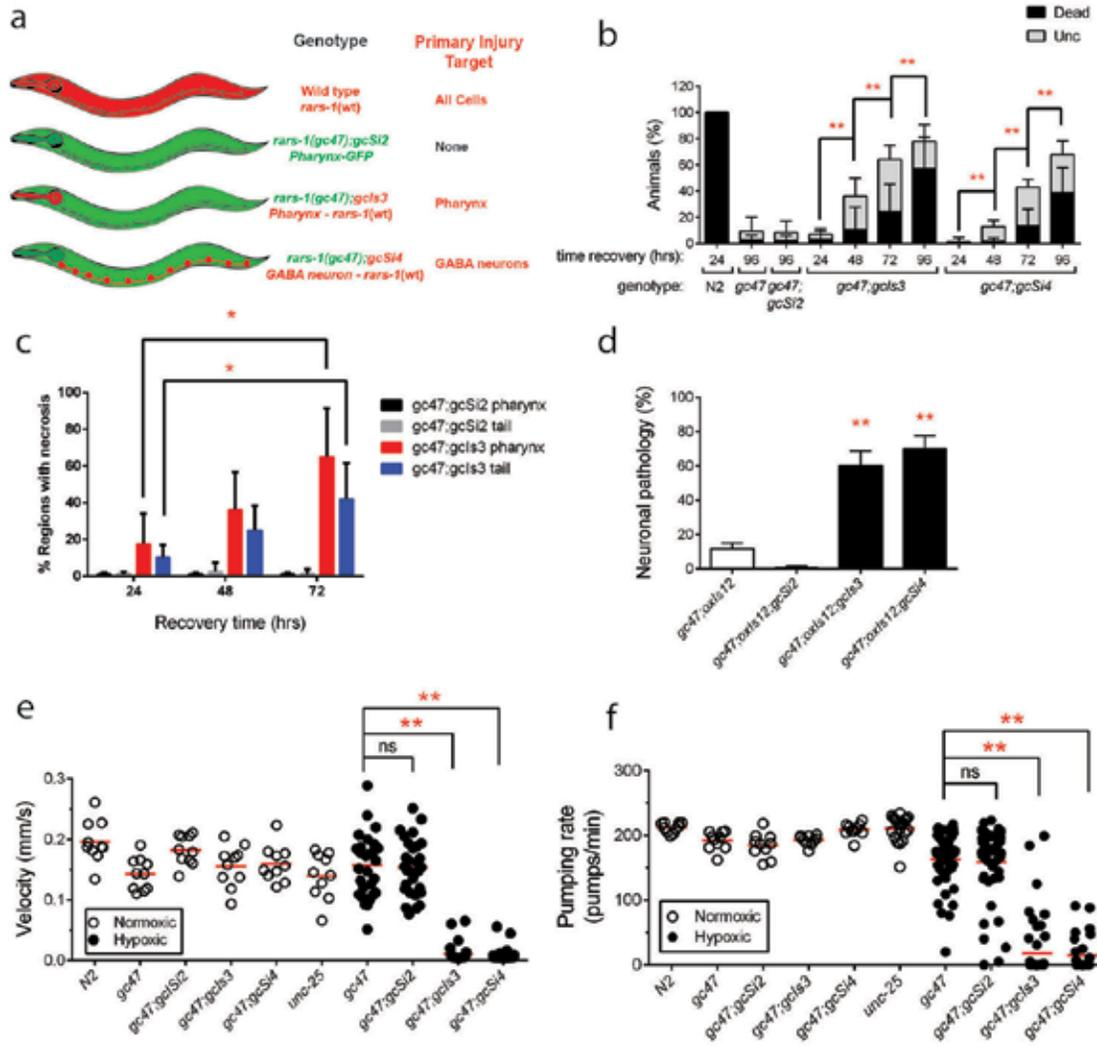 a
Genotype
Primary Injury
Target
Wild type
rars-1(wt)
All Cells
rars-1(gc47);gcSi2
Pharynx-GFP
None
rars-1(gc47);gcIs3
Pharynx - rars-1(wt)
Pharynx
rars-1(gc47);gcSi4
GABA neuron - rars-1(wt)
GABA neurons
b
Dead
Unc
** ** ** ** ** **
Animals (%)
120
100
80
60
40
20
0
time recovery (hrs): 24 96 96 24 48 72 96 24 48 72 96
genotype: N2 gc47 gc47; gcIs3 gc47;gcSi4
gcSi2 gc47;gcIs3
c
*
*
% Regions with necrosis
100
80
60
40
20
0
24 48 72
Recovery time (hrs)
gc47;gcSi2 pharynx
gc47;gcSi2 tail
gc47;gcIs3 pharynx
gc47;gcIs3 tail
d
Neuronal pathology (%)
100
80
60
40
20
0
** **
gc47;oxIs12
gc47;oxIs12;gcSi2
gc47;oxIs12;gcIs3
gc47;oxIs12;gcSi4
e
**
**
ns
Velocity (mm/s)
0.3
0.2
0.1
0.0
Normoxic
Hypoxic
N2
gc47
gc47;gcISi2
gc47;gcIs3
gc47;gcSi4
unc-25
gc47
gc47;gcSi2
gc47;gcIs3
gc47;gcSi4
f
**
**
ns
Pumping rate
(pumps/min)
300
200
100
0
Normoxic
Hypoxic
N2
gc47
gc47;gcSi2
gc47;gcIs3
gc47;gcSi4
unc-25
gc47
gc47;gcSi2
gc47;gcIs3
gc47;gcSi4